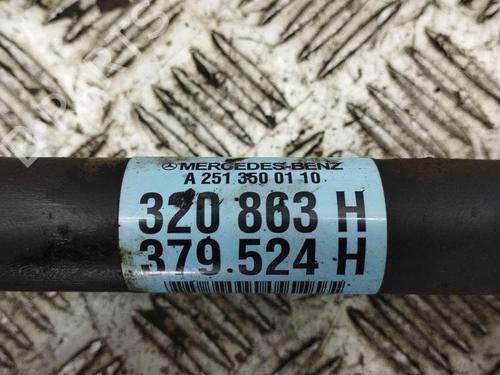 MERCEDES-BENZ
A 251 350 01 10
320 863 H
379.524 H